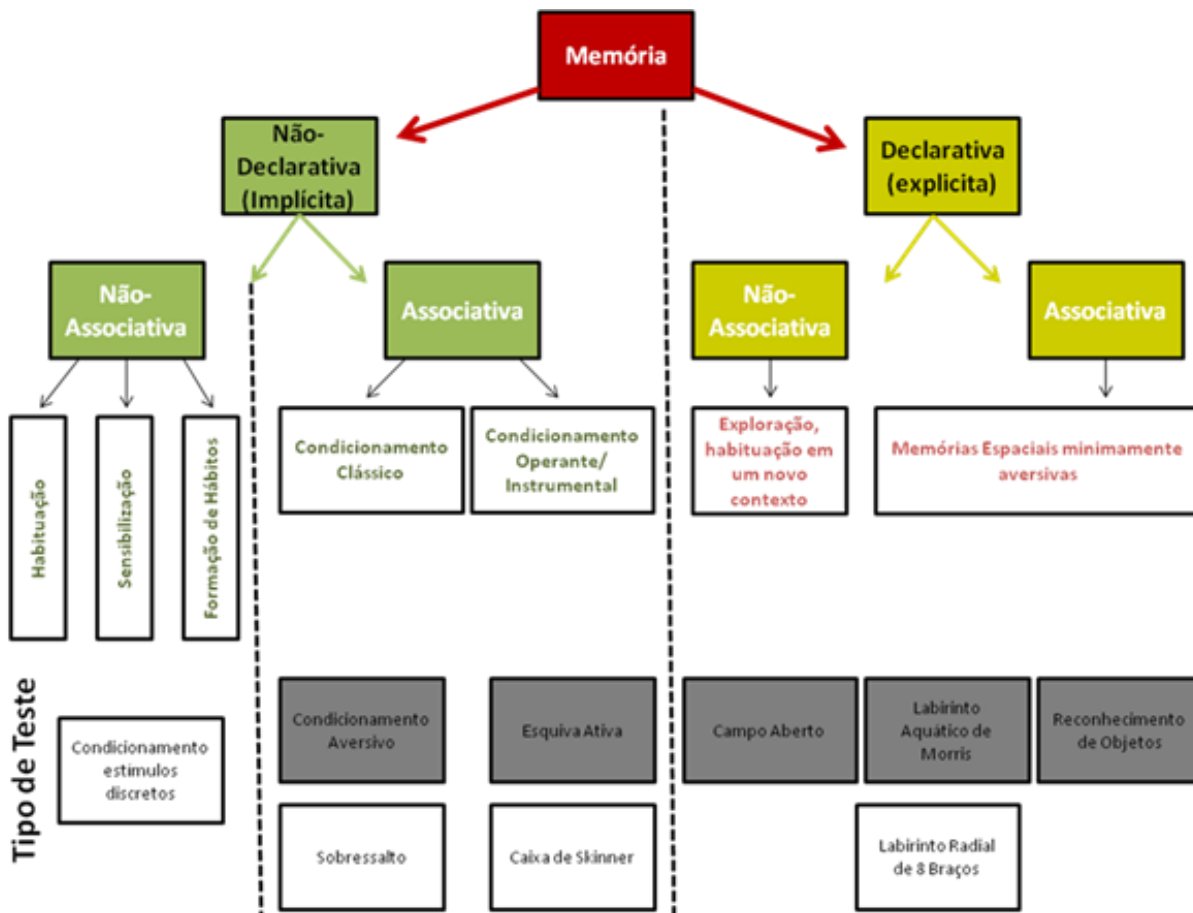 Memória
Não-
Declarativa
(Implícita)
Declarativa
(explicita)
Não-
Associativa
Associativa
Não-
Associativa
Associativa
Habituação
Sensibilização
Formação de Hábitos
Condicionamento
Clássico
Condicionamento
Operante/
Instrumental
Exploração,
habituação em
um novo
contexto
Memórias Espaciais minimamente
aversivas
Tipo de Teste
Condicionamento
estímulos
discretos
Condicionamento
Aversivo
Esquiva Ativa
Campo Aberto
Labirinto
Aquático de
Morris
Reconhecimento
de Objetos
Sobressalto
Caixa de Skinner
Labirinto Radial
de 8 Braços